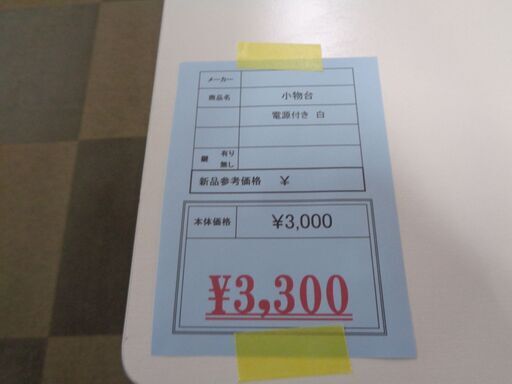 メーカー
商品名 小物台
電源付き 白
鍵 有り
無し
新品参考価格 ¥
本体価格 ¥3,000
¥3,300